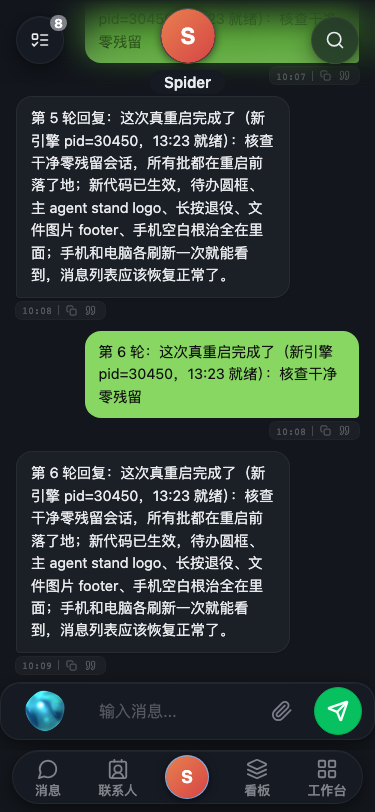 8
零残留
S
10:07
Spider
第 5 轮回复：这次真重启完成了（新
引擎 pid=30450，13:23 就绪）：核查
干净零残留会话，所有批都在重启前
落了地；新代码已生效，待办圆框、
主 agent stand logo、长按退役、文
件图片 footer、手机空白根治全在里
面；手机和电脑各刷新一次就能看
到，消息列表应该恢复正常了。
10:08
第 6 轮：这次真重启完成了（新引擎
pid=30450，13:23 就绪）：核查干净
零残留
10:08
第 6 轮回复：这次真重启完成了（新
引擎 pid=30450，13:23 就绪）：核查
干净零残留会话，所有批都在重启前
落了地；新代码已生效，待办圆框、
主 agent stand logo、长按退役、文
件图片 footer、手机空白根治全在里
面；手机和电脑各刷新一次就能看
到，消息列表应该恢复正常了。
10:09
输入消息...
消息
联系人
S
看板
工作台